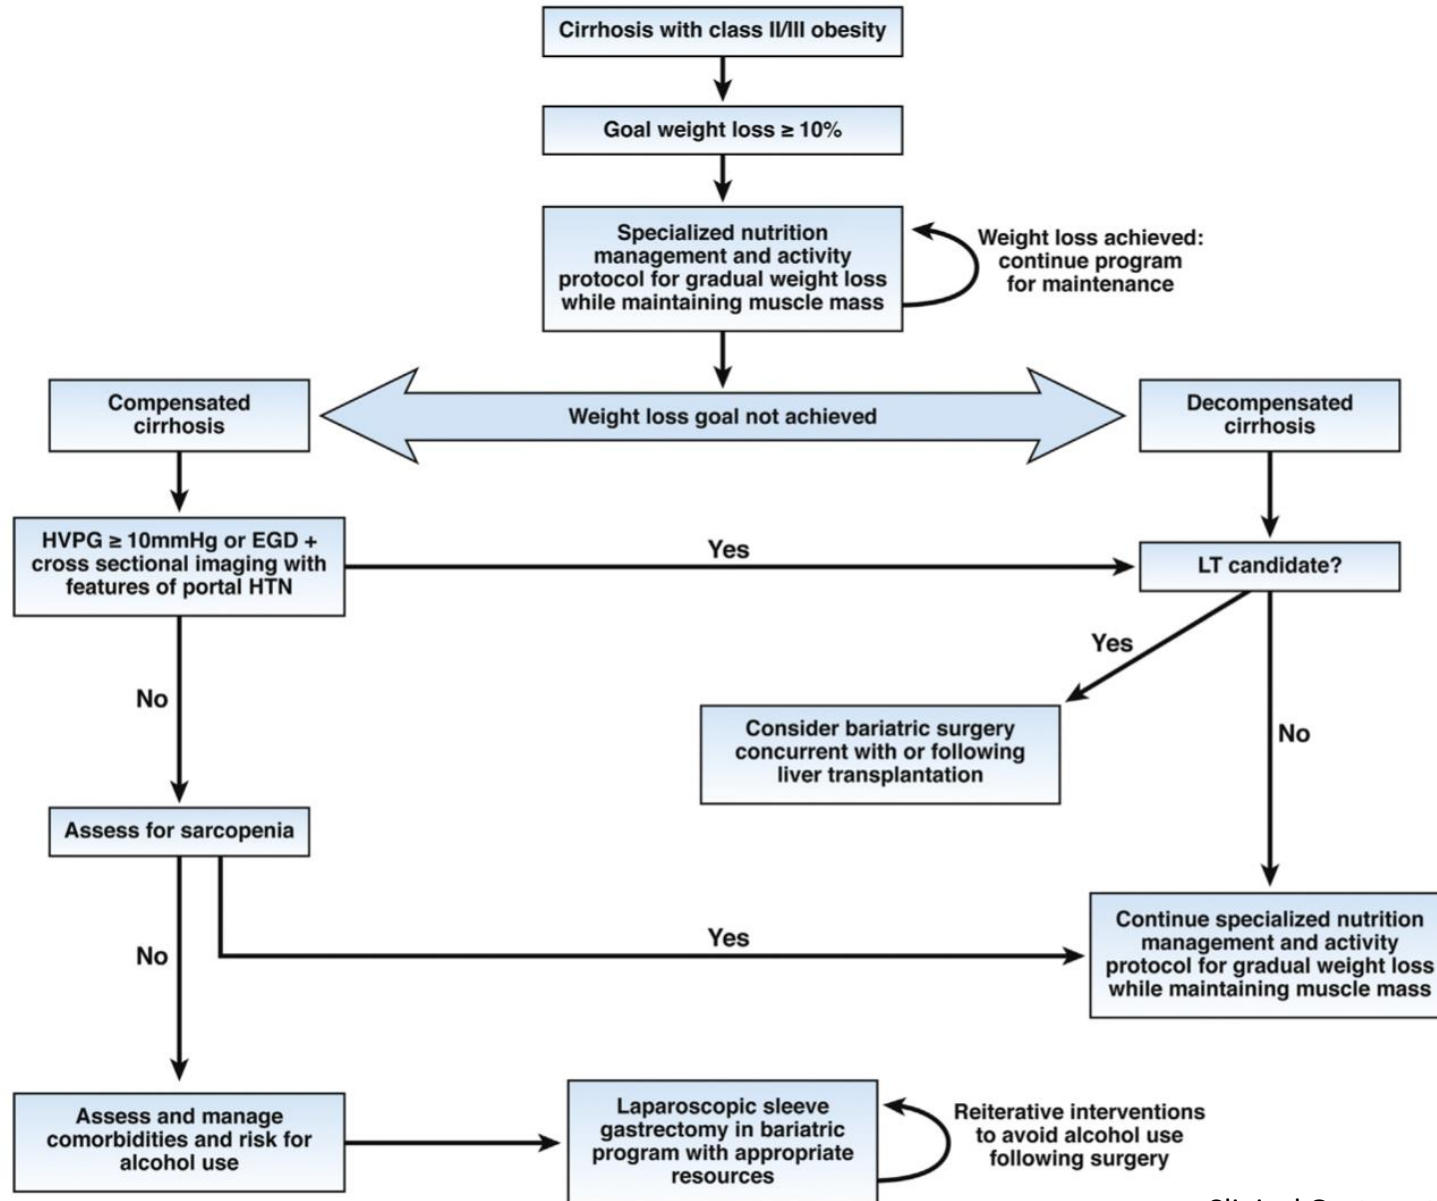 Cirrhosis with class II/III obesity
Goal weight loss ≥ 10%
Specialized nutrition
management and activity
protocol for gradual weight loss
while maintaining muscle mass
Weight loss achieved:
continue program
for maintenance
Compensated
cirrhosis
Weight loss goal not achieved
Decompensated
cirrhosis
HVPG ≥ 10mmHg or EGD +
cross sectional imaging with
features of portal HTN
Yes
LT candidate?
Yes
No
Consider bariatric surgery
concurrent with or following
liver transplantation
No
Assess for sarcopenia
Yes
No
Continue specialized nutrition
management and activity
protocol for gradual weight loss
while maintaining muscle mass
Assess and manage
comorbidities and risk for
alcohol use
Laparoscopic sleeve
gastrectomy in bariatric
program with appropriate
resources
Reiterative interventions
to avoid alcohol use
following surgery